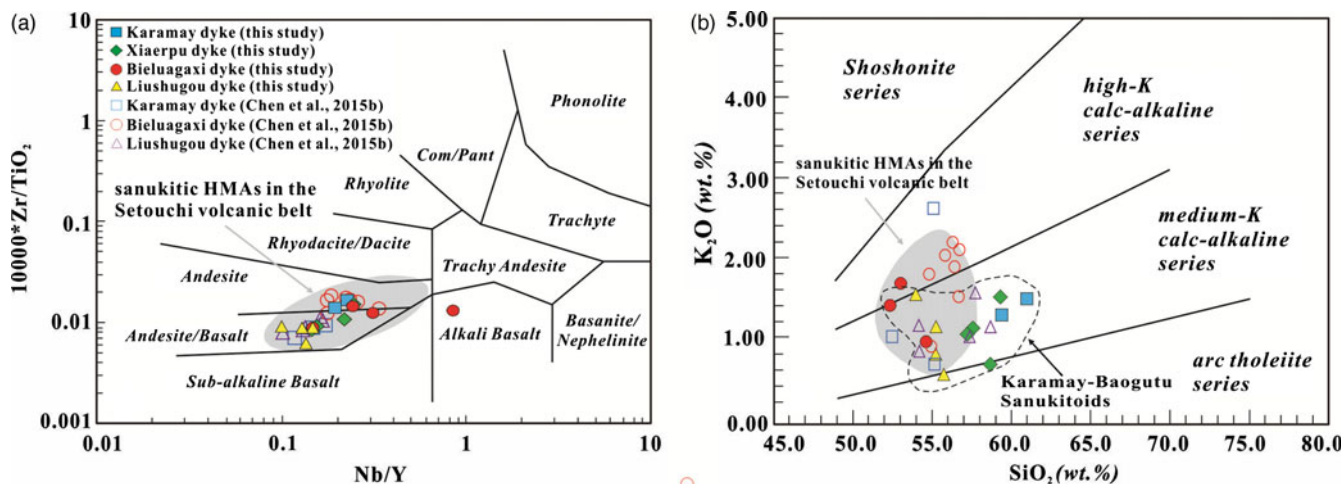 (a)
10
1
0.1
0.01
0.001
10000*Zr/TiO2
Karamay dyke (this study)
Xiaerpu dyke (this study)
Bieluagaxi dyke (this study)
Liushugou dyke (this study)
Karamay dyke (Chen et al., 2015b)
Bieluagaxi dyke (Chen et al., 2015b)
Liushugou dyke (Chen et al., 2015b)
sanukitic HMAs in the
Setouchi volcanic belt
Phonolite
Com/Pant
Rhyolite
Trachyte
Rhyodacite/Dacite
Andesite
Trachy Andesite
Andesite/Basalt
Alkali Basalt
Basanite/
Nephelinite
Sub-alkaline Basalt
0.01
0.1
1
10
Nb/Y
(b)
5.00
4.00
3.00
2.00
1.00
0.00
K2O (wt.%)
Shoshonite
series
high-K
calc-alkaline
series
sanukitic HMAs in the
Setouchi volcanic belt
medium-K
calc-alkaline
series
arc tholeiite
series
Karamay-Baogutu
Sanukitoids
45.0
50.0
55.0
60.0
65.0
70.0
75.0
80.0
SiO2 (wt.%)